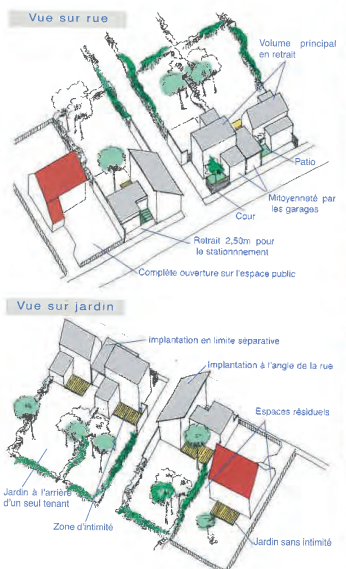 Vue sur rue
Volume principal
en retrait
Patio
Mitoyenneté par
les garages
Cour
Retrait 2,50m pour
le stationnnement
Complète ouverture sur l'espace public
Vue sur jardin
Implantation en limite séparative
Implantation à l'angle de la rue
Espaces résiduels
Jardin à l'arrière
d'un seul tenant
Zone d'intimité
Jardin sans intimité